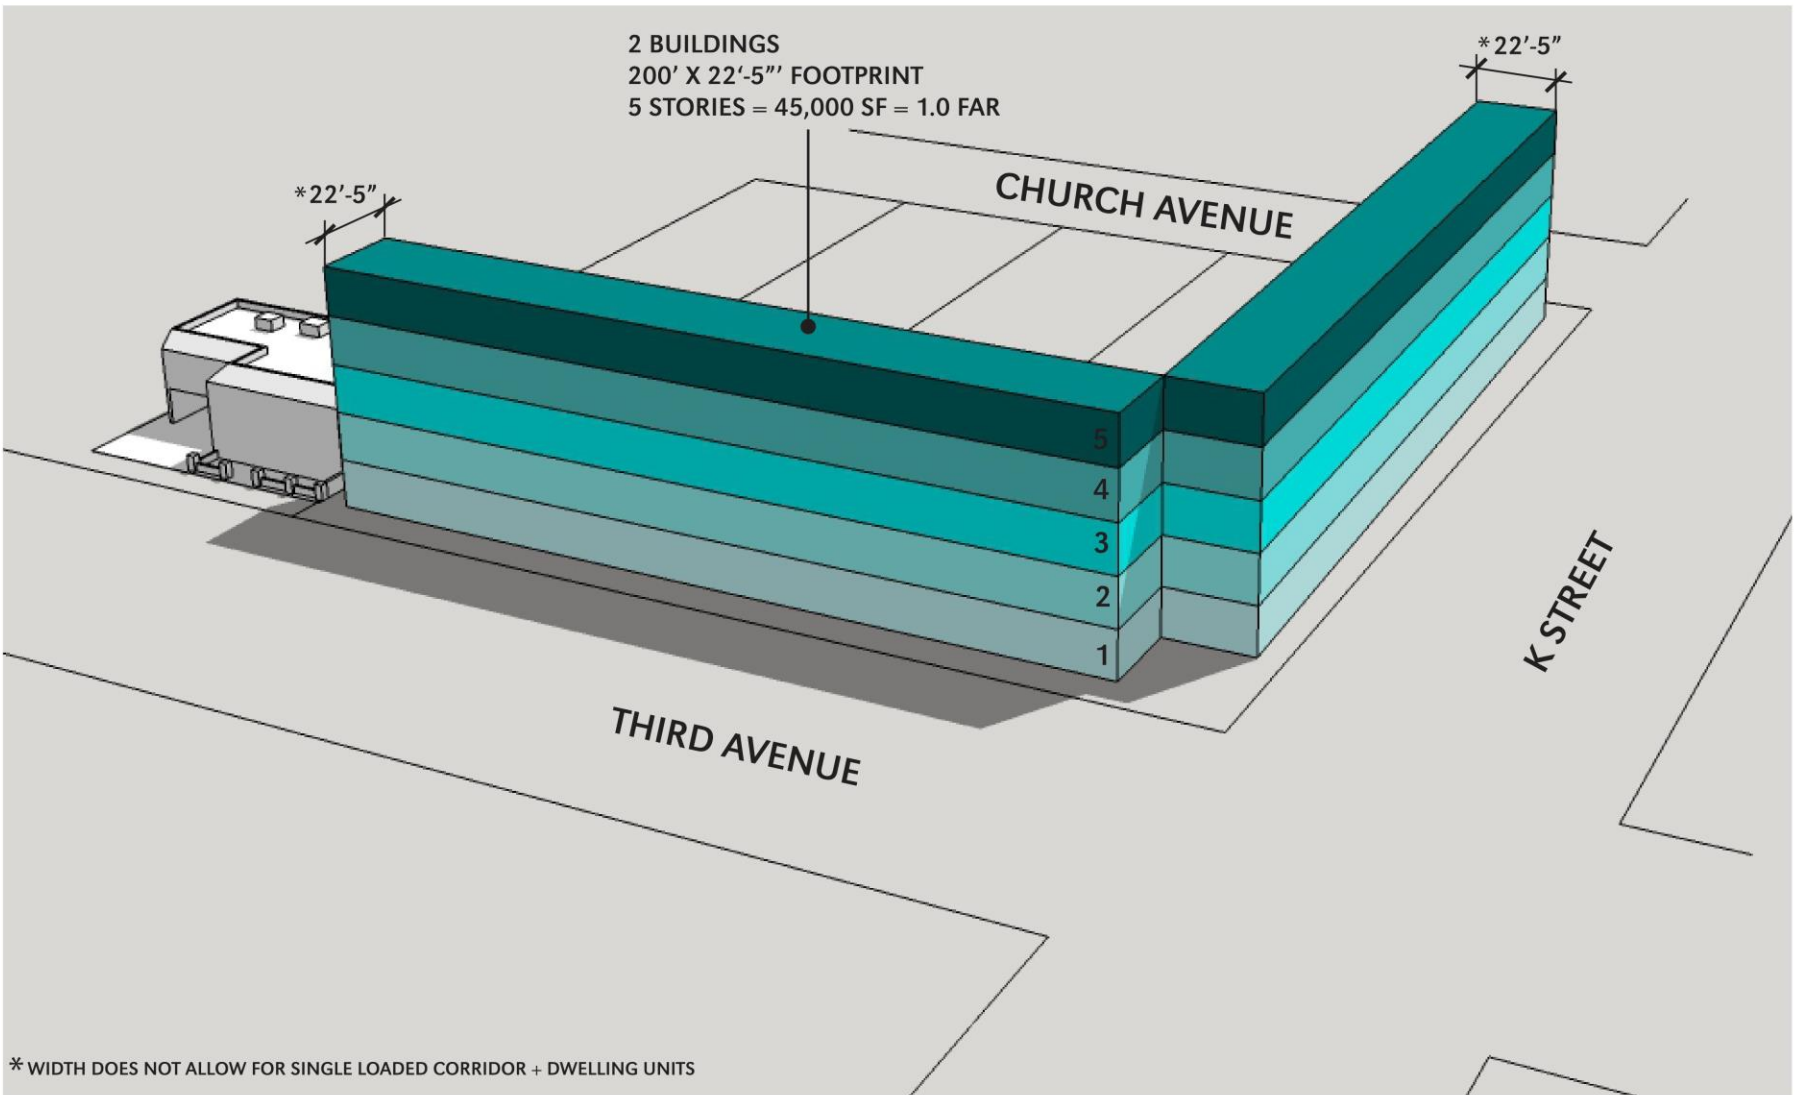 2 BUILDINGS
200' X 22'-5"' FOOTPRINT
5 STORIES = 45,000 SF = 1.0 FAR
*22'-5"
*22'-5"
CHURCH AVENUE
5
4
3
2
1
K STREET
THIRD AVENUE
* WIDTH DOES NOT ALLOW FOR SINGLE LOADED CORRIDOR + DWELLING UNITS